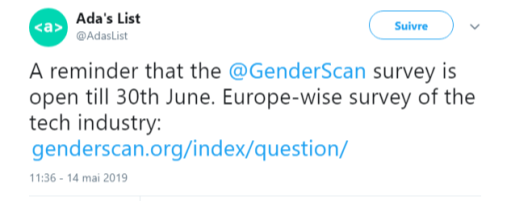 <a>
Ada's List
@AdasList
Suivre
A reminder that the @GenderScan survey is
open till 30th June. Europe-wise survey of the
tech industry:
genderscan.org/index/question/
11:36 - 14 mai 2019